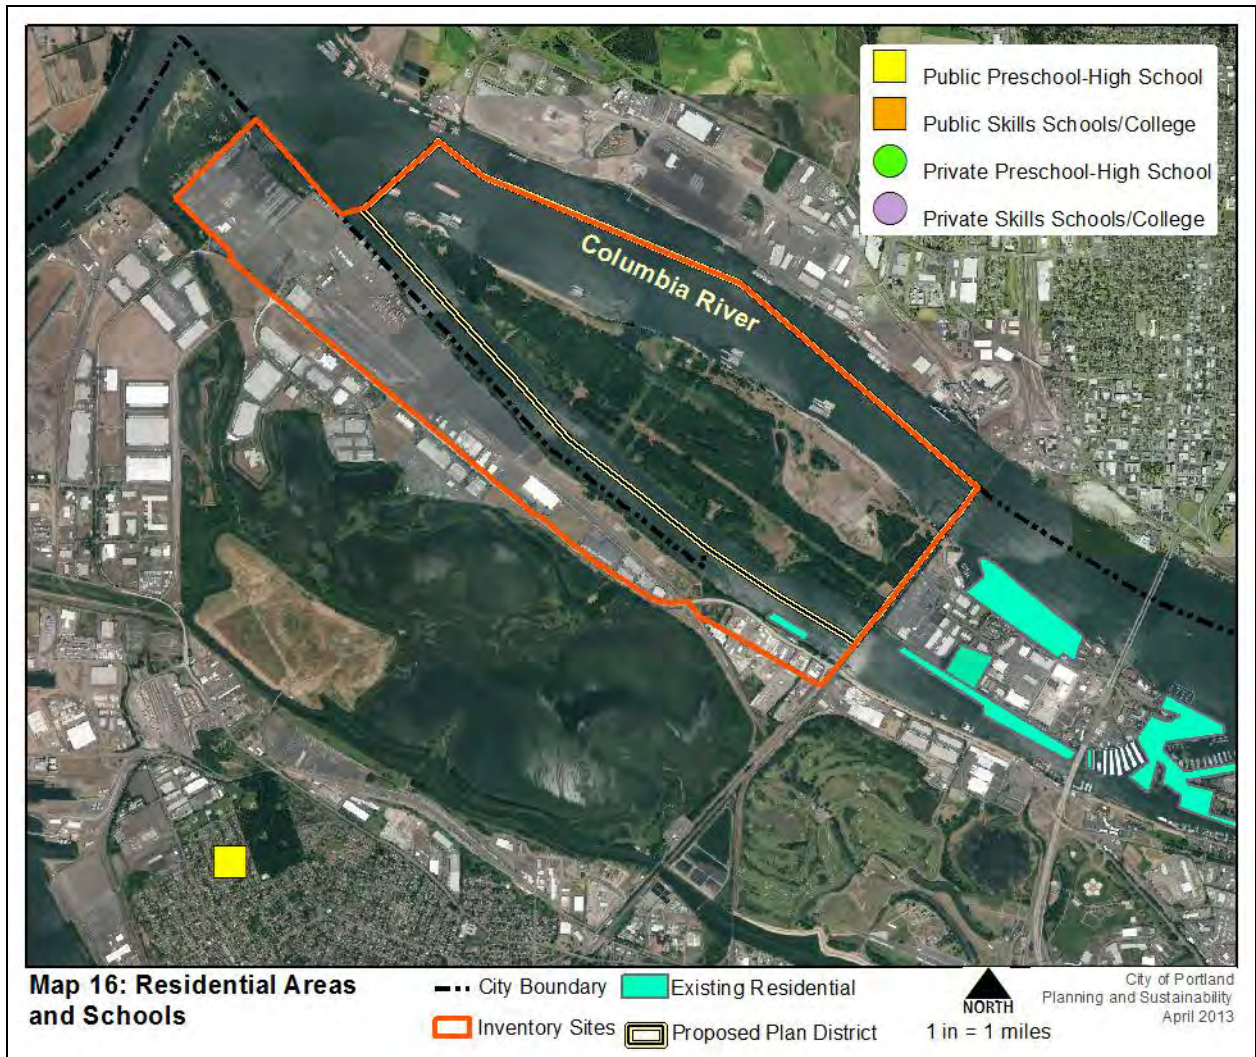 Public Preschool-High School
Public Skills Schools/College
Private Preschool-High School
Private Skills Schools/College
Columbia River
Map 16: Residential Areas
and Schools
City Boundary
Existing Residential
Inventory Sites
Proposed Plan District
NORTH
1 in = 1 miles
City of Portland
Planning and Sustainability
April 2013